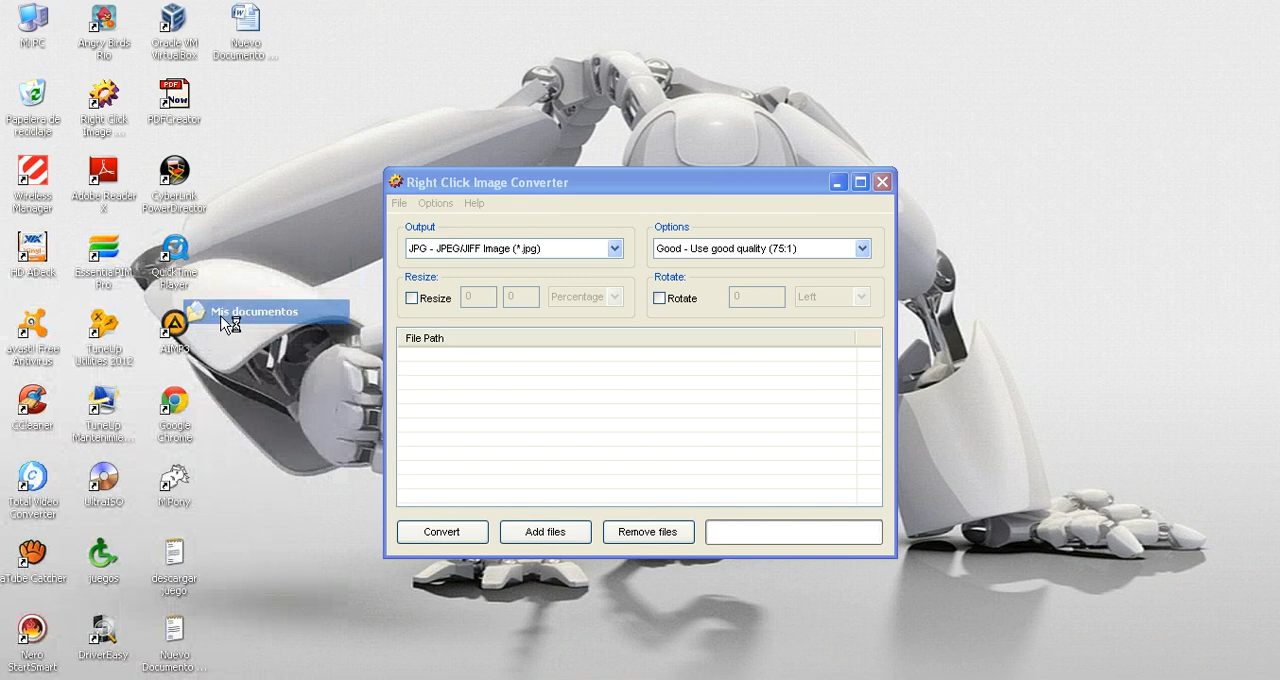 Mi PC
Angry Birds
Rio
Oracle VM
VirtualBox
Nuevo
Documento ...
Papelera de
reciclaje
Right Click
Image ...
PDF
Now
PDFCreator
Wireless
Manager
Adobe Reader
X
CyberLink
PowerDirector
VIA
HD ADeck
EssentialPIM
Pro
QuickTime
Player
avast! Free
Antivirus
TuneUp
Utilities 2012
AIMP3
Mis documentos
CCleaner
TuneUp
Mantenimie...
Google
Chrome
Total Video
Converter
UltraISO
MiPony
aTube Catcher
juegos
descargar
juego
Nero
StartSmart
DriverEasy
Nuevo
Documento ...
Right Click Image Converter
File Options Help
Output
JPG - JPEG/JIFF Image (*.jpg)
Options
Good - Use good quality (75:1)
Resize:
Resize 0 0 Percentage
Rotate:
Rotate 0 Left
File Path
Convert Add files Remove files